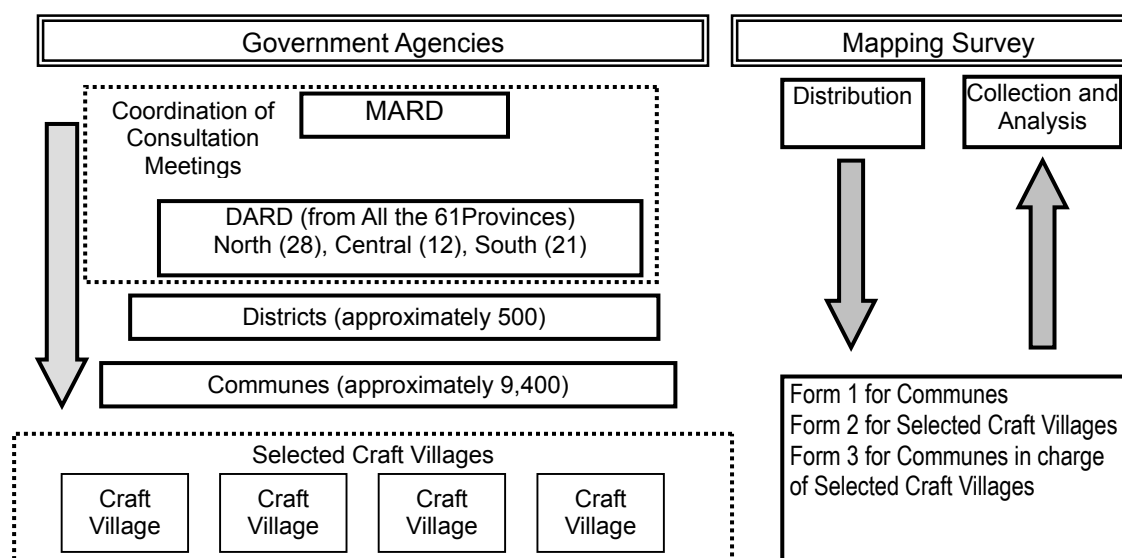 Government Agencies
Coordination of
Consultation
Meetings
MARD
DARD (from All the 61Provinces)
North (28), Central (12), South (21)
Districts (approximately 500)
Communes (approximately 9,400)
Selected Craft Villages
Craft
Village
Craft
Village
Craft
Village
Craft
Village
Mapping Survey
Distribution
Collection and
Analysis
Form 1 for Communes
Form 2 for Selected Craft Villages
Form 3 for Communes in charge
of Selected Craft Villages